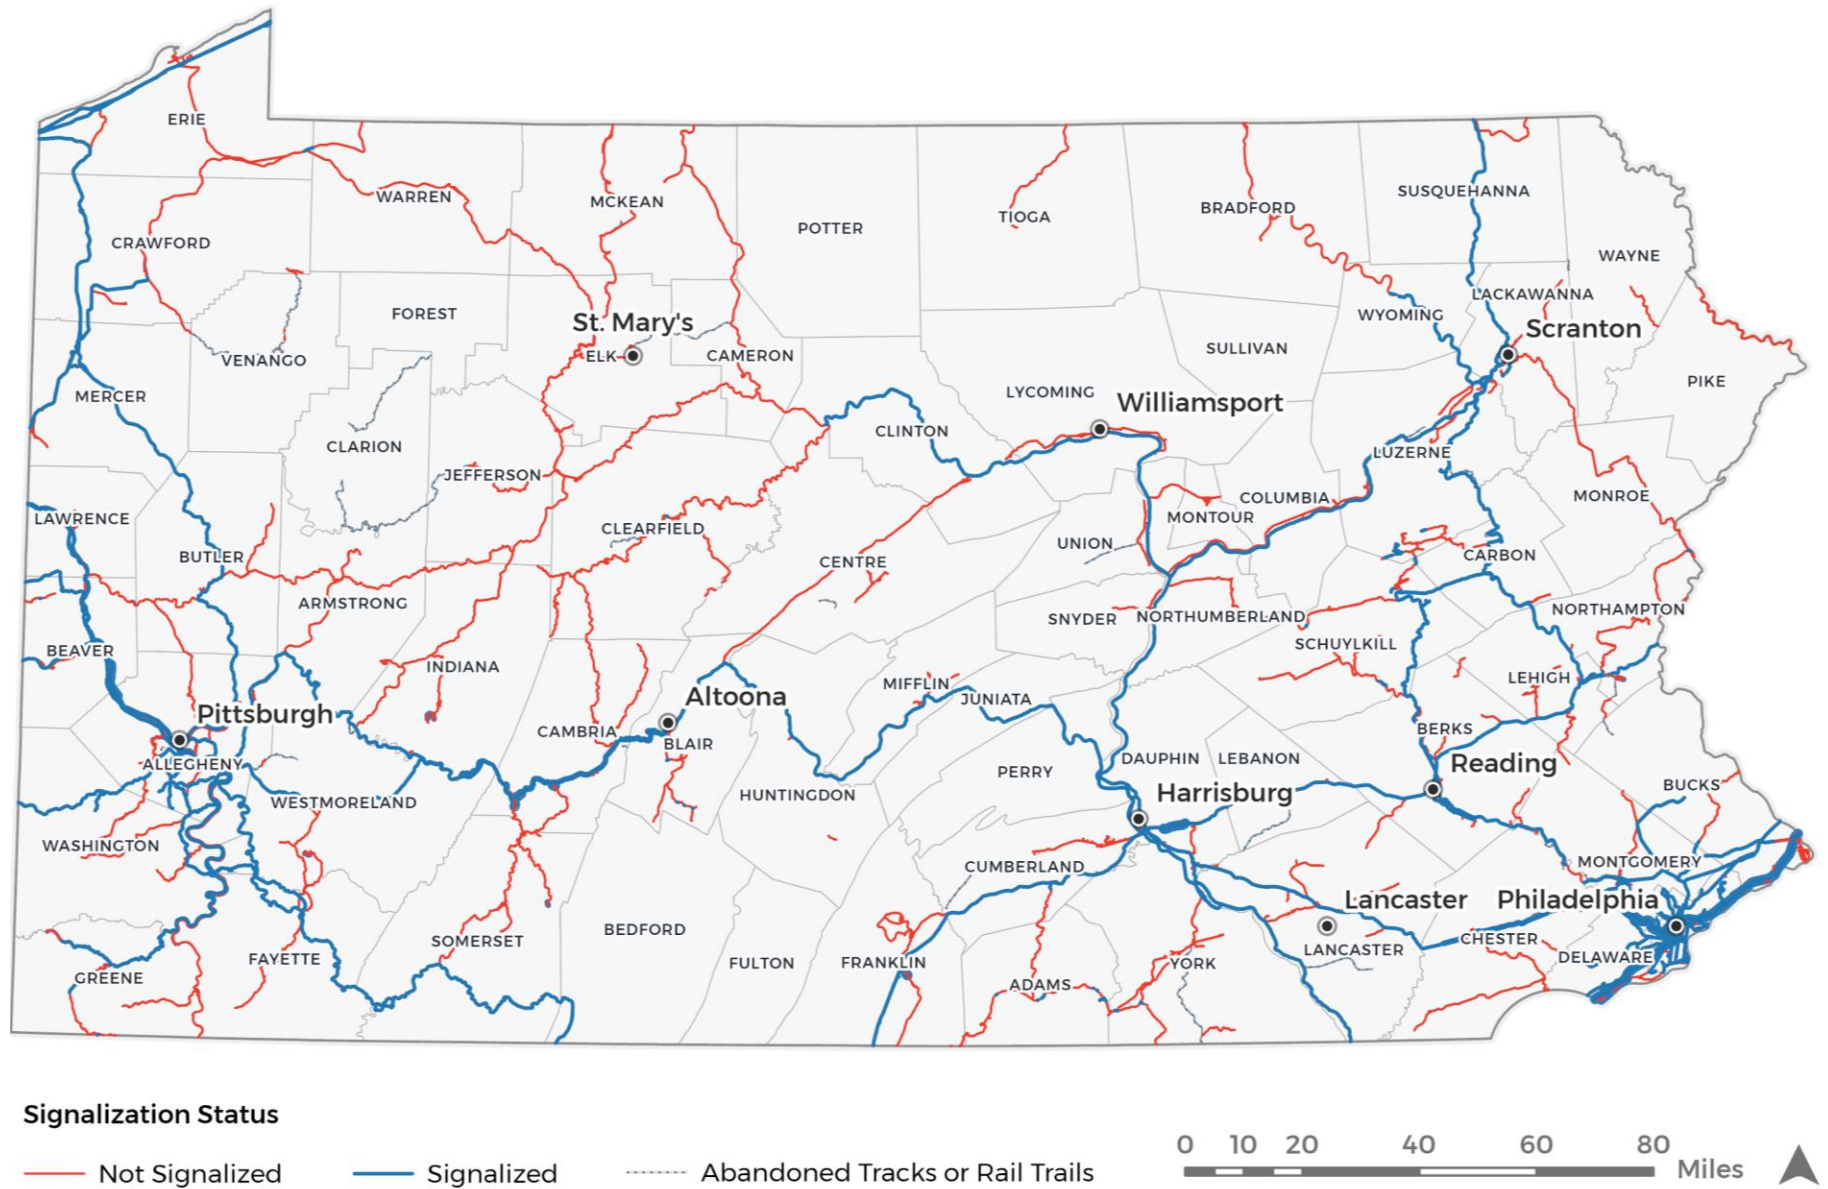 ERIE
WARREN
MCKEAN
SUSQUEHANNA
POTTER
TIOGA
BRADFORD
CRAWFORD
WAYNE
LACKAWANNA
FOREST
WYOMING
St. Mary's
Scranton
VENANGO
ELK
CAMERON
SULLIVAN
PIKE
MERCER
LYCOMING
Williamsport
CLINTON
CLARION
LUZERNE
JEFFERSON
COLUMBIA
MONROE
LAWRENCE
MONTOUR
CLEARFIELD
UNION
BUTLER
CENTRE
CARBON
ARMSTRONG
SNYDER
NORTHUMBERLAND
NORTHAMPTON
BEAVER
SCHUYLKILL
INDIANA
MIFFLIN
LEHIGH
Altoona
JUNIATA
Pittsburgh
CAMBRIA
BLAIR
BERKS
ALLEGHENY
DAUPHIN
LEBANON
Reading
PERRY
WESTMORELAND
HUNTINGDON
Harrisburg
BUCKS
WASHINGTON
CUMBERLAND
MONTGOMERY
Lancaster
Philadelphia
BEDFORD
SOMERSET
LANCASTER
CHESTER
FAYETTE
FULTON
FRANKLIN
YORK
DELAWARE
GREENE
ADAMS
Signalization Status
Not Signalized
Signalized
Abandoned Tracks or Rail Trails
0 10 20 40 60 80
Miles